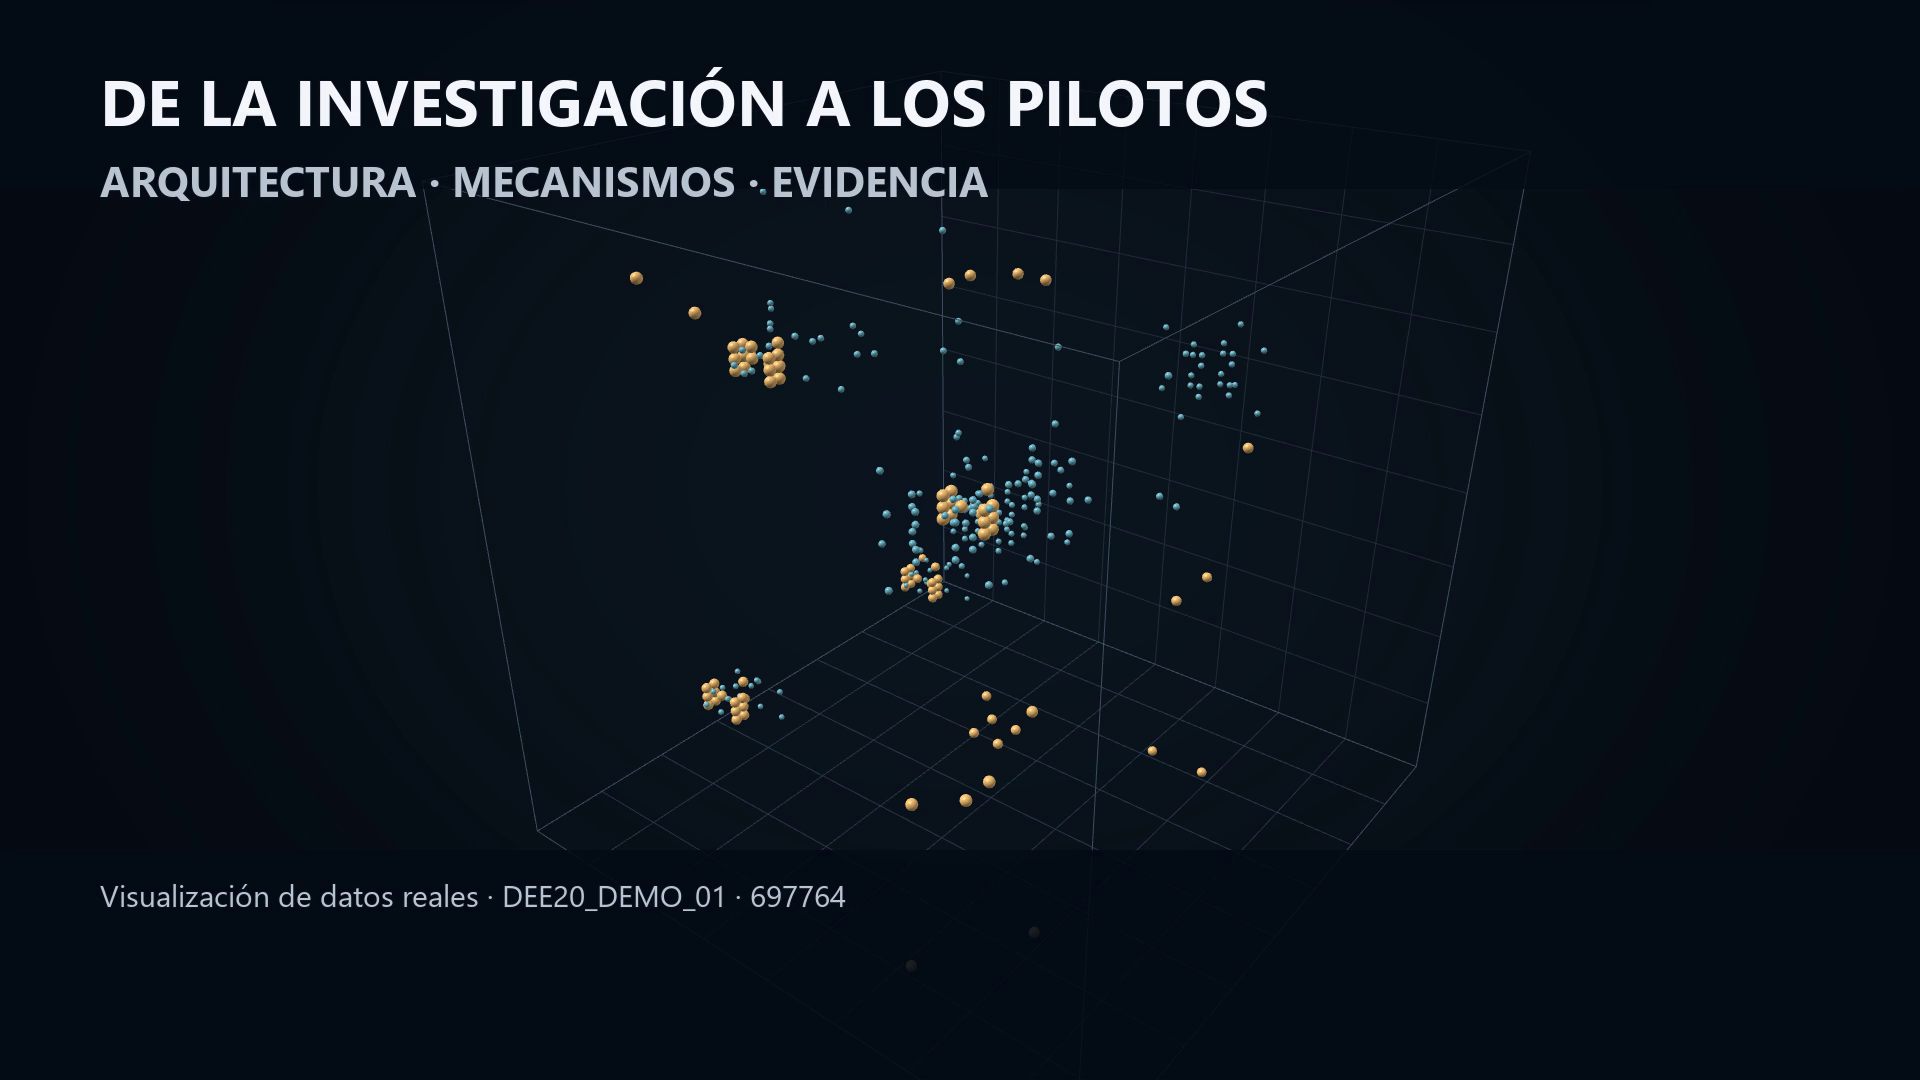 DE LA INVESTIGACIÓN A LOS PILOTOS
ARQUITECTURA · MECANISMOS · EVIDENCIA
Visualización de datos reales · DEE20_DEMO_01 · 697764